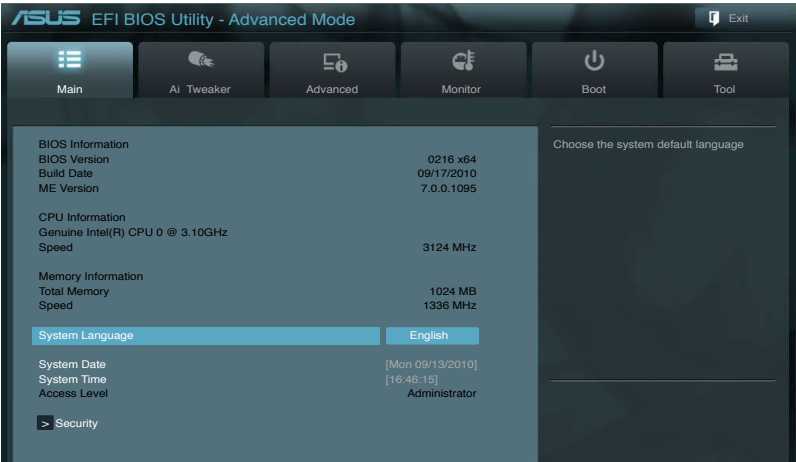 ASUS EFI BIOS Utility - Advanced Mode Exit
Main Ai Tweaker Advanced Monitor Boot Tool
BIOS Information
BIOS Version 0216 x64
Build Date 09/17/2010
ME Version 7.0.0.1095
CPU Information
Genuine Intel(R) CPU 0 @ 3.10GHz
Speed 3124 MHz
Memory Information
Total Memory 1024 MB
Speed 1336 MHz
System Language English
System Date [Mon 09/13/2010]
System Time [16:46:15]
Access Level Administrator
> Security
Choose the system default language